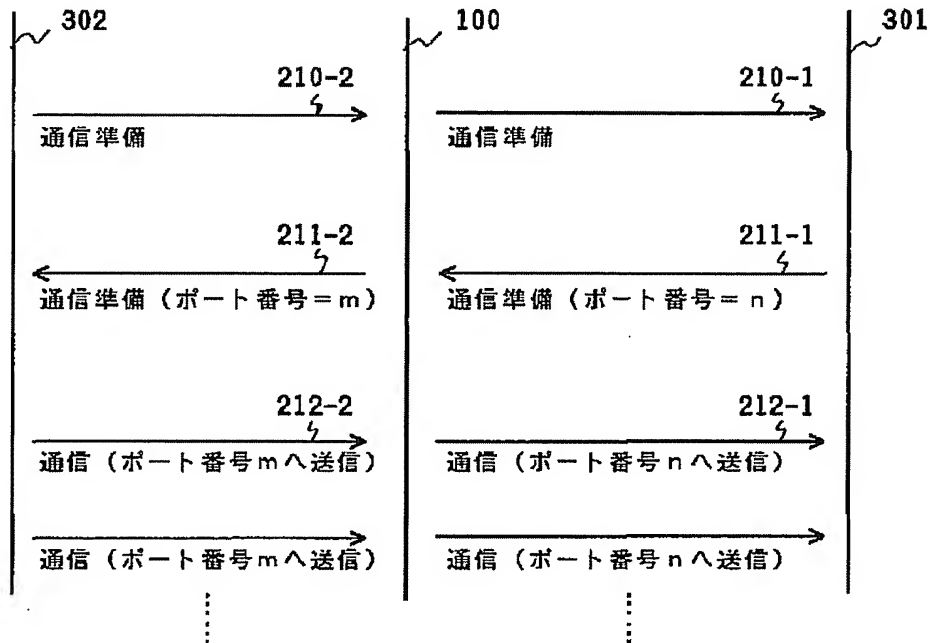 302 100 301
210-2 210-1
通信準備 通信準備
211-2 211-1
通信準備（ポート番号＝ｍ） 通信準備（ポート番号＝ｎ）
212-2 212-1
通信（ポート番号ｍへ送信） 通信（ポート番号ｎへ送信）
通信（ポート番号ｍへ送信） 通信（ポート番号ｎへ送信）